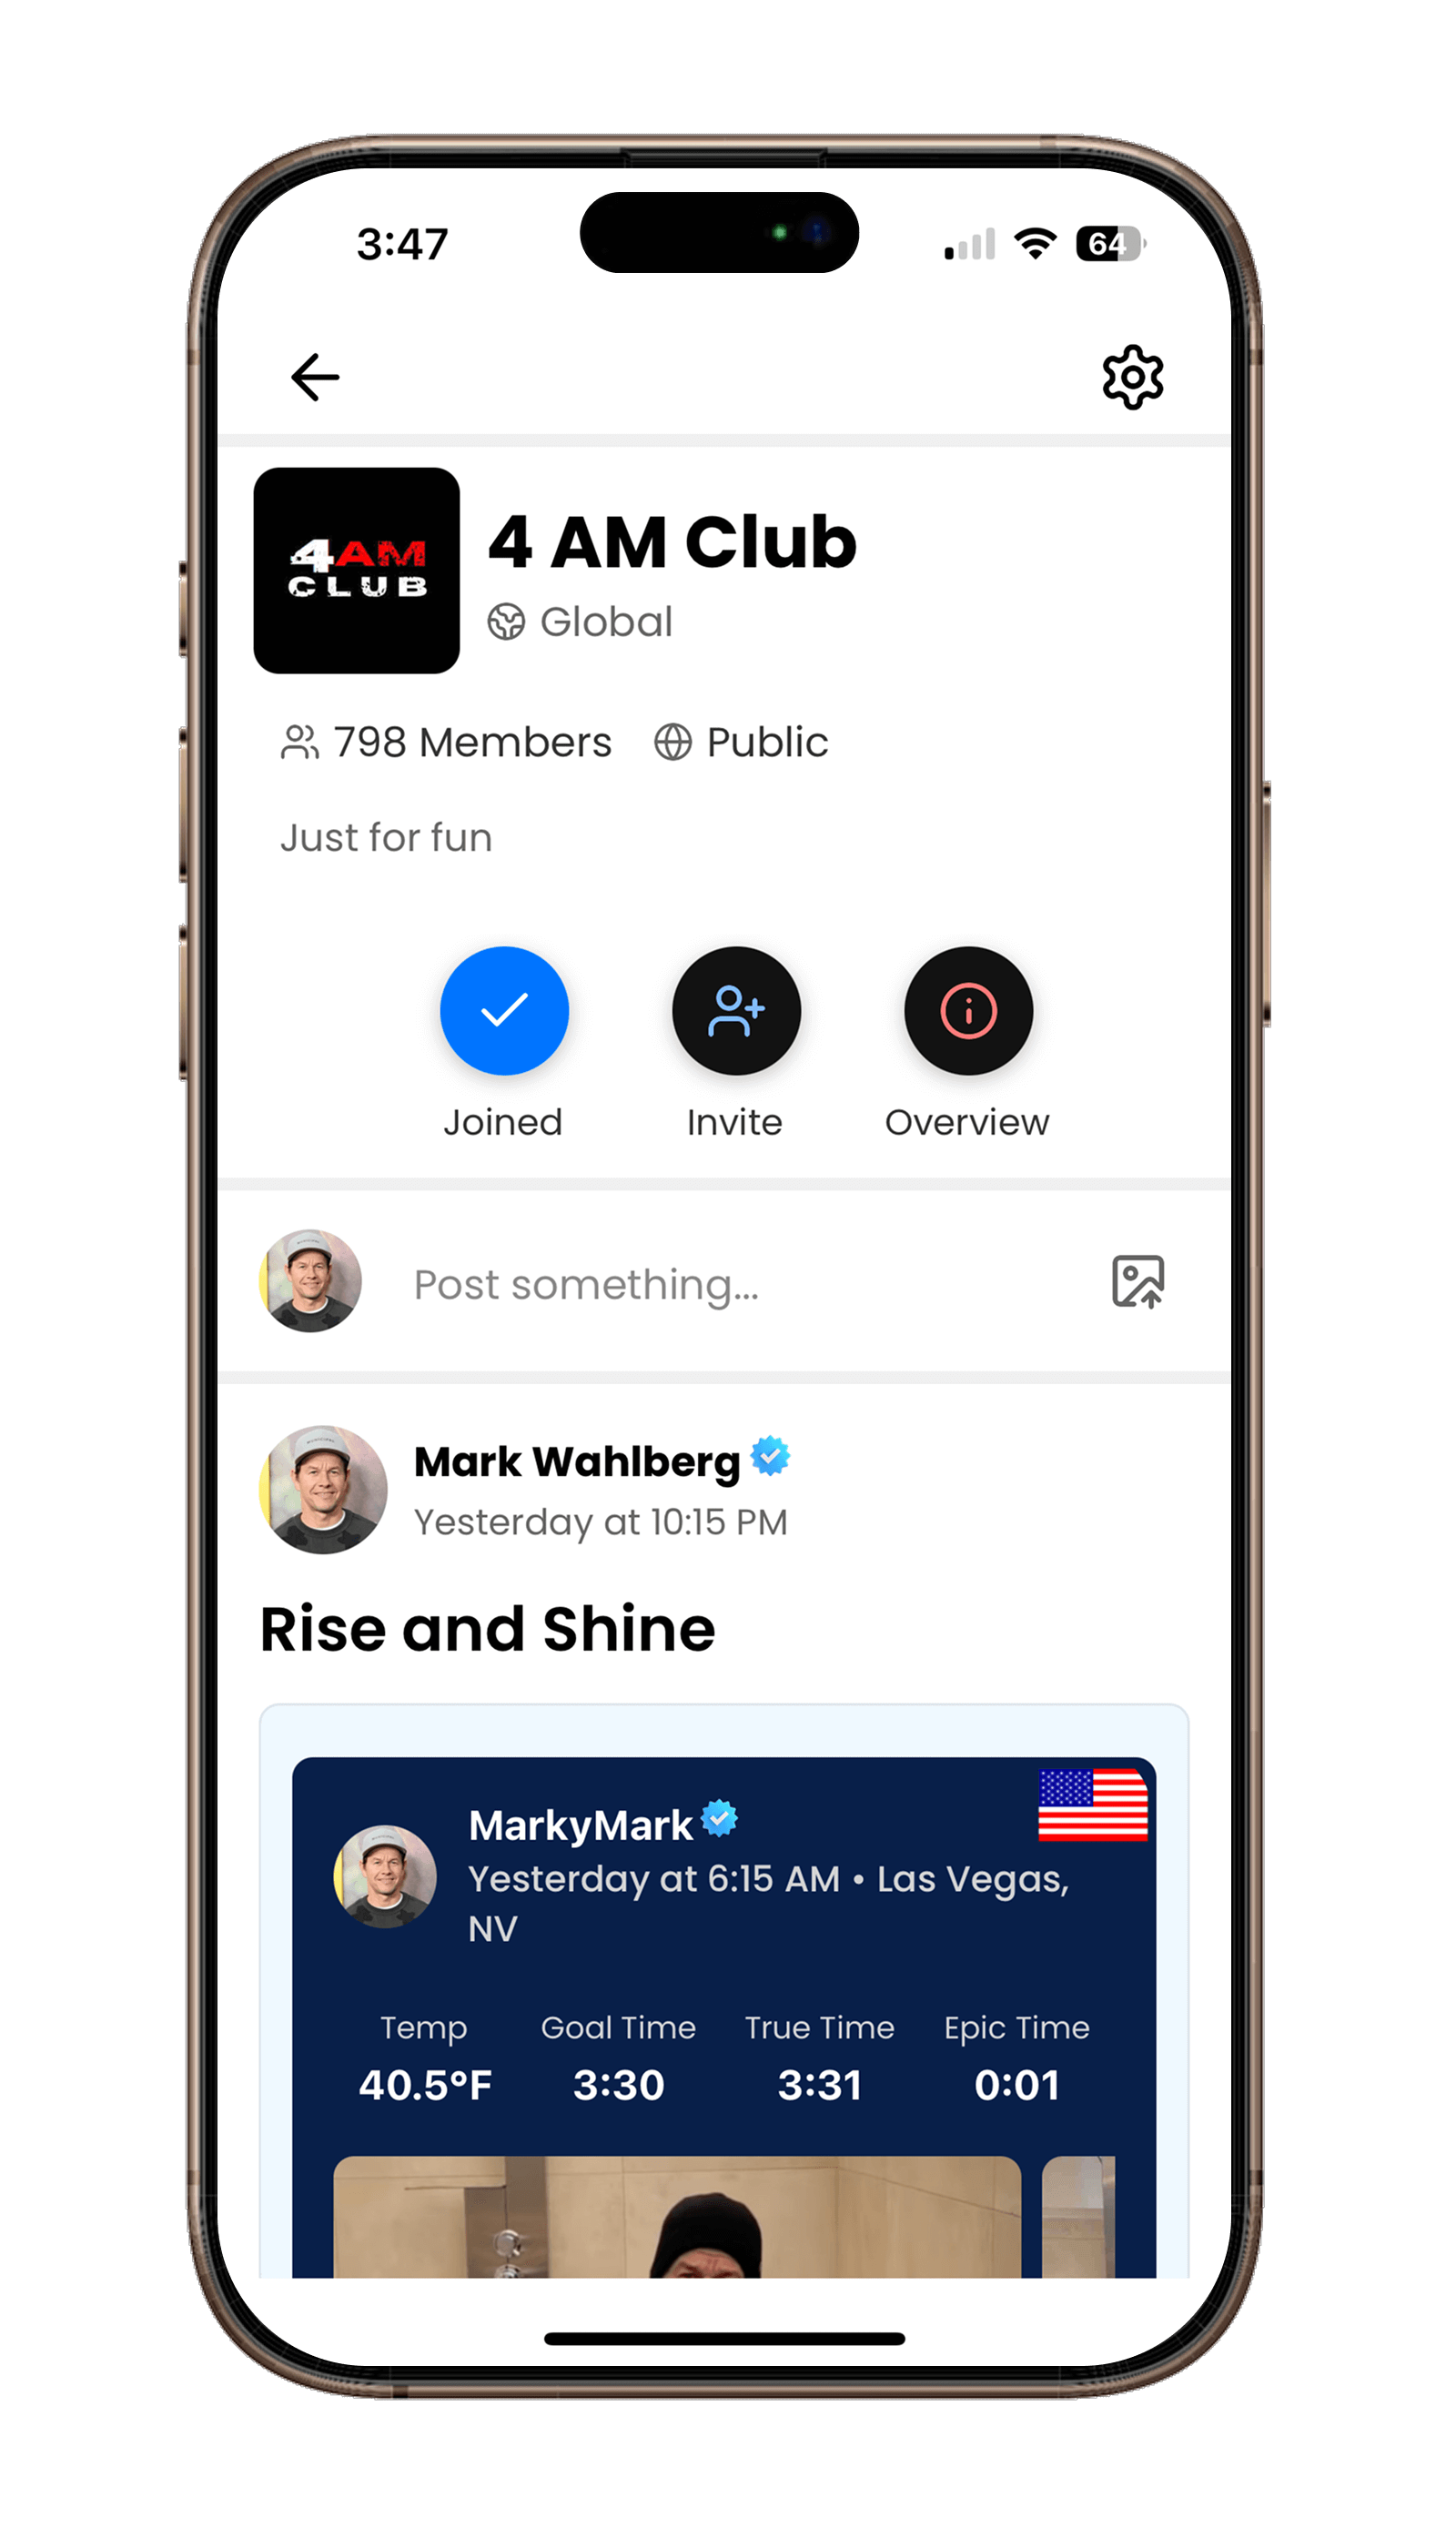 3:47
64
4AM
CLUB
4 AM Club
Global
798 Members Public
Just for fun
Joined Invite Overview
Post something...
Mark Wahlberg
Yesterday at 10:15 PM
Rise and Shine
MarkyMark
Yesterday at 6:15 AM • Las Vegas,
NV
Temp Goal Time True Time Epic Time
40.5°F 3:30 3:31 0:01